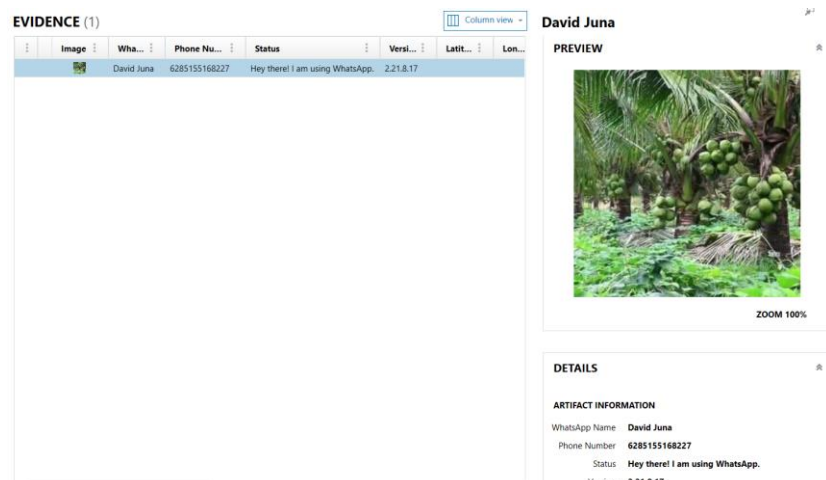 EVIDENCE (1)
Column view
Image Wha... Phone Nu... Status Versi... Latit... Lon...
David Juna 6285155168227 Hey there! I am using WhatsApp. 2.21.8.17
David Juna
PREVIEW
ZOOM 100%
DETAILS
ARTIFACT INFORMATION
WhatsApp Name David Juna
Phone Number 6285155168227
Status Hey there! I am using WhatsApp.